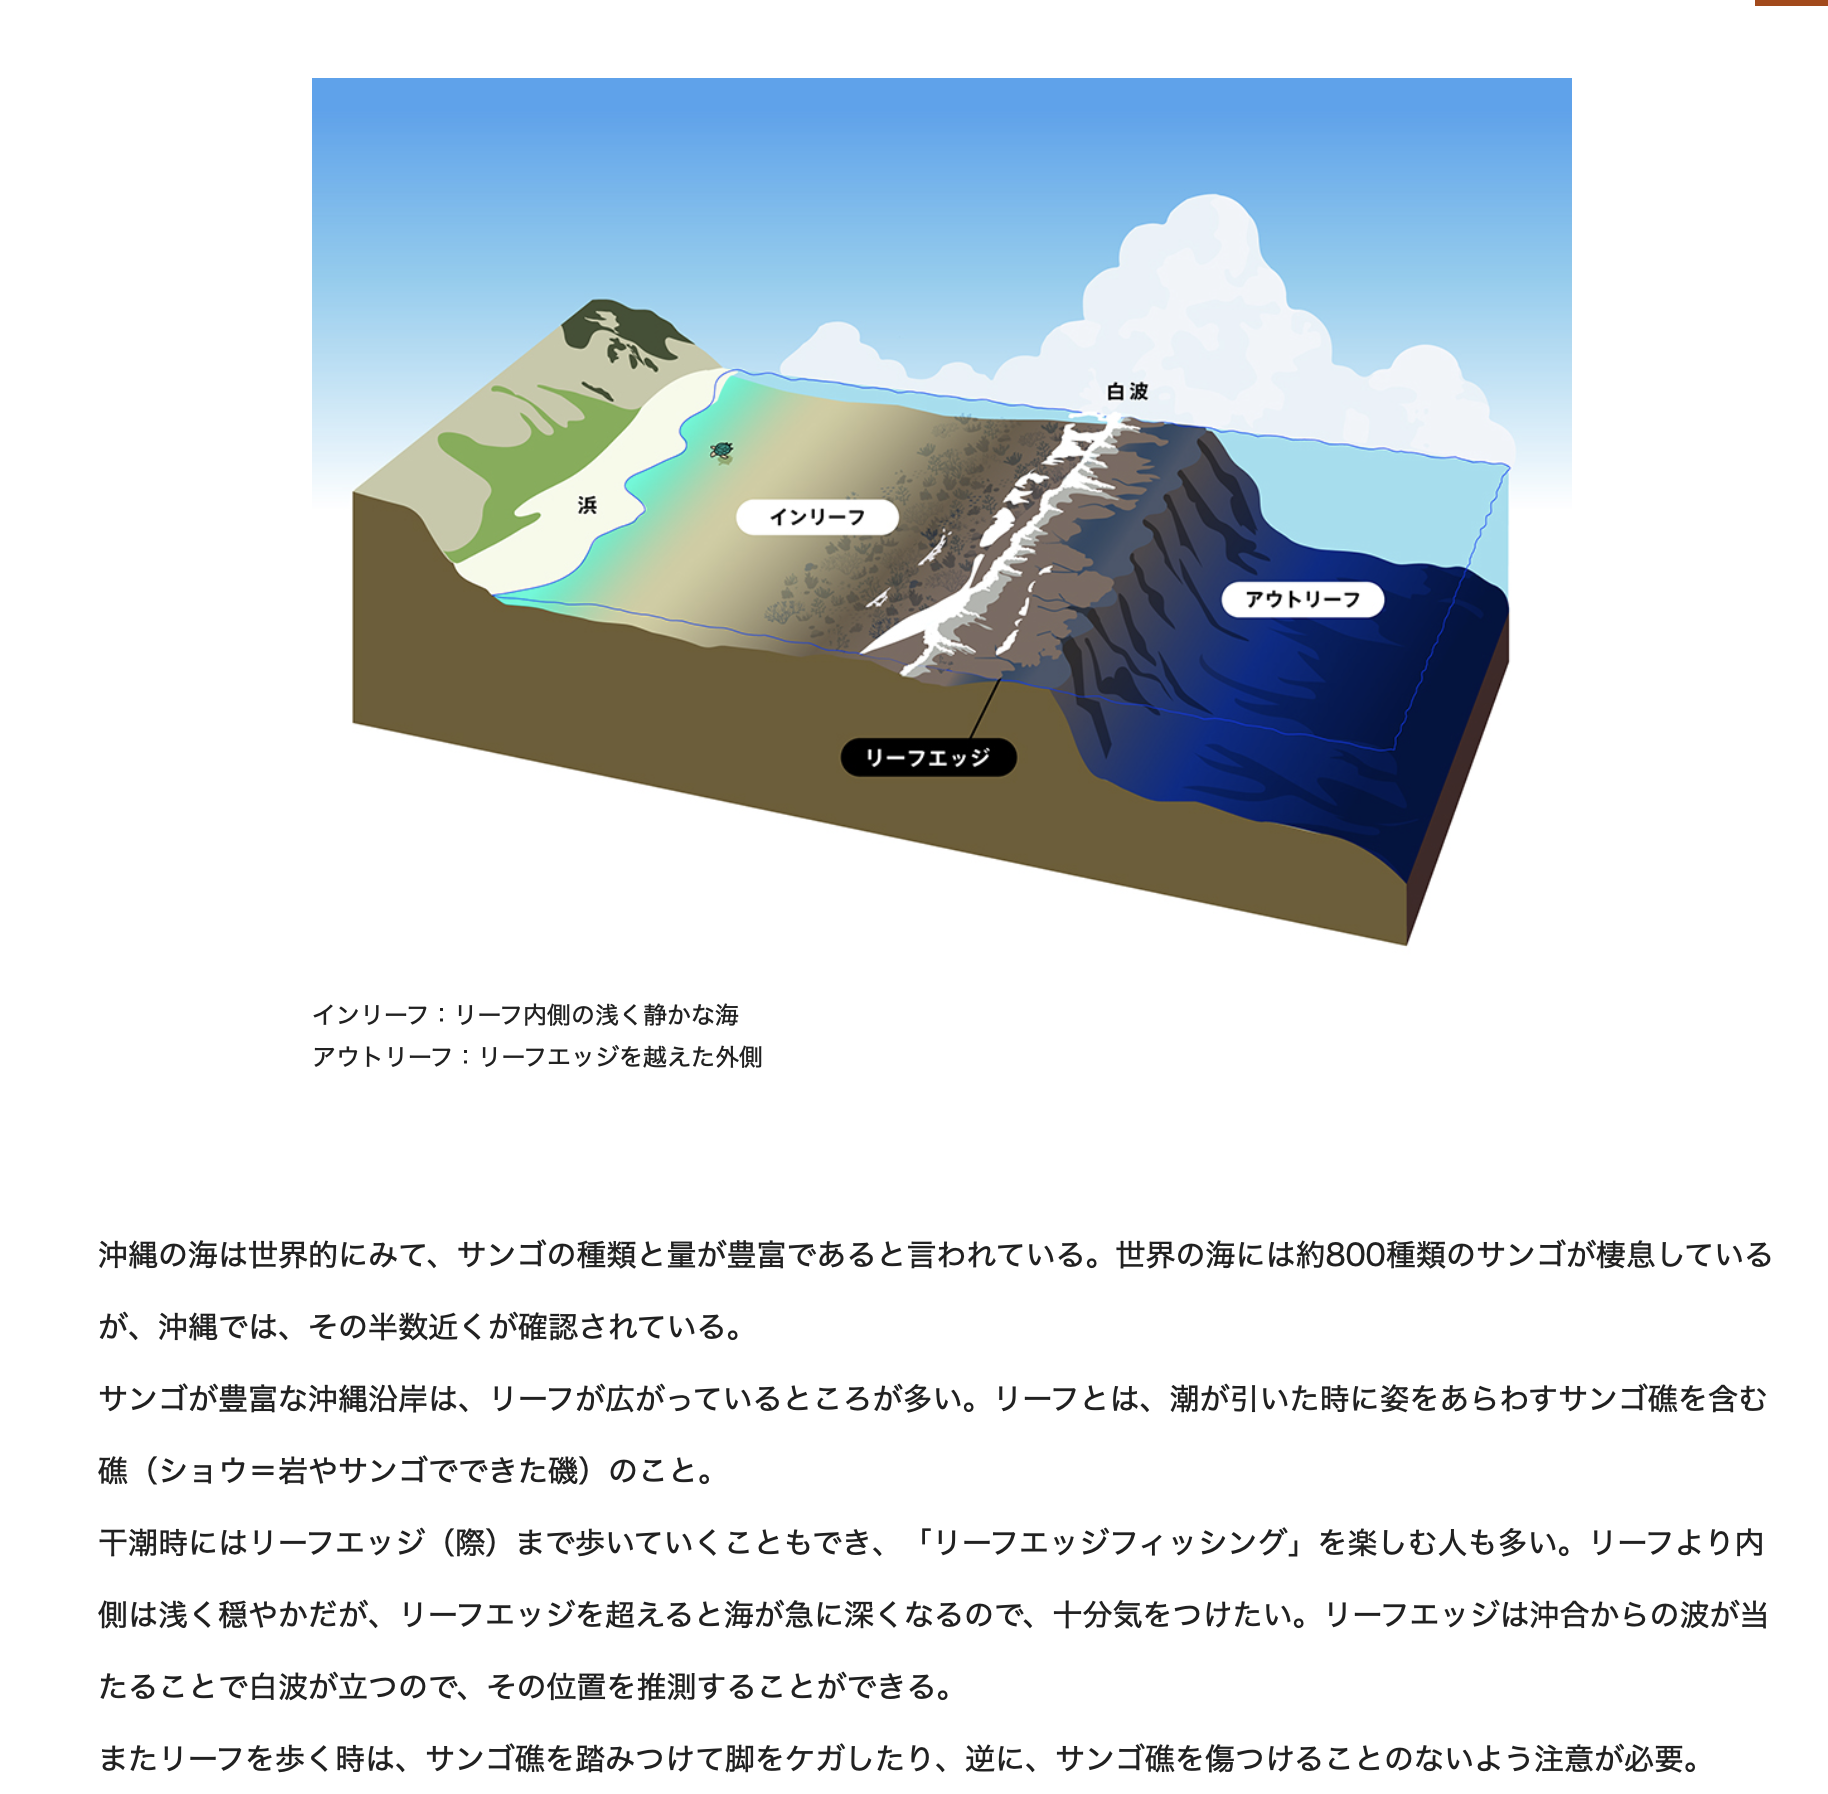 白波
浜
インリーフ
アウトリーフ
リーフエッジ
インリーフ：リーフ内側の浅く静かな海
アウトリーフ：リーフエッジを越えた外側
沖縄の海は世界的にみて、サンゴの種類と量が豊富であると言われている。世界の海には約800種類のサンゴが棲息している
が、沖縄では、その半数近くが確認されている。
サンゴが豊富な沖縄沿岸は、リーフが広がっているところが多い。リーフとは、潮が引いた時に姿をあらわすサンゴ礁を含む
礁（ショウ＝岩やサンゴでできた磯）のこと。
干潮時にはリーフエッジ（際）まで歩いていくこともでき、「リーフエッジフィッシング」を楽しむ人も多い。リーフより内
側は浅く穏やかだが、リーフエッジを超えると海が急に深くなるので、十分気をつけたい。リーフエッジは沖合からの波が当
たることで白波が立つので、その位置を推測することができる。
またリーフを歩く時は、サンゴ礁を踏みつけて脚をケガしたり、逆に、サンゴ礁を傷つけることのないよう注意が必要。